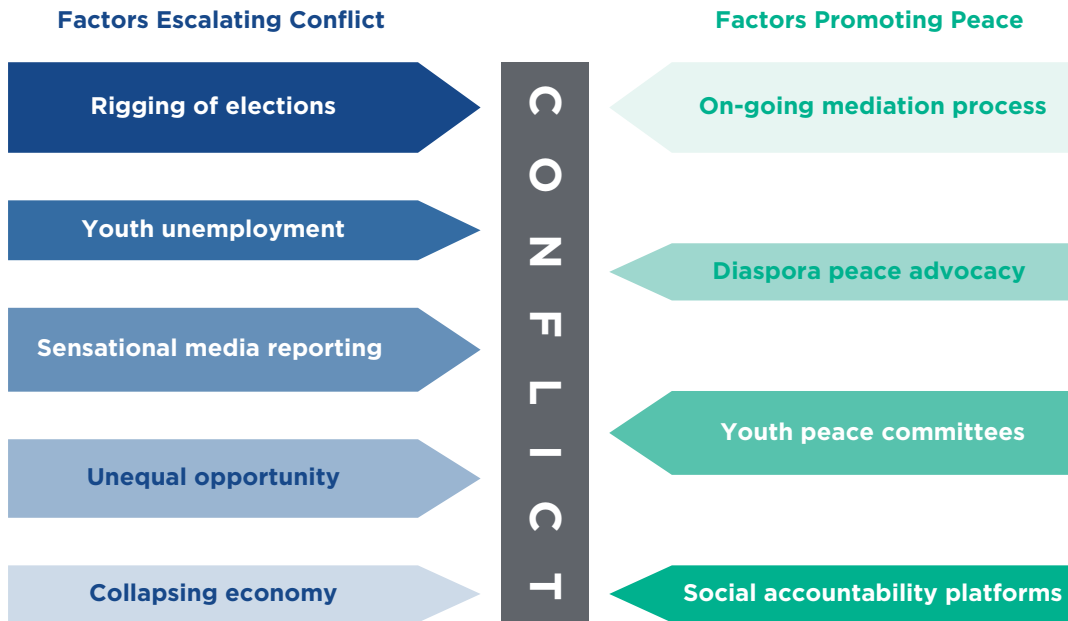 Factors Escalating Conflict
Rigging of elections
Youth unemployment
Sensational media reporting
Unequal opportunity
Collapsing economy
CONFLICT
Factors Promoting Peace
On-going mediation process
Diaspora peace advocacy
Youth peace committees
Social accountability platforms